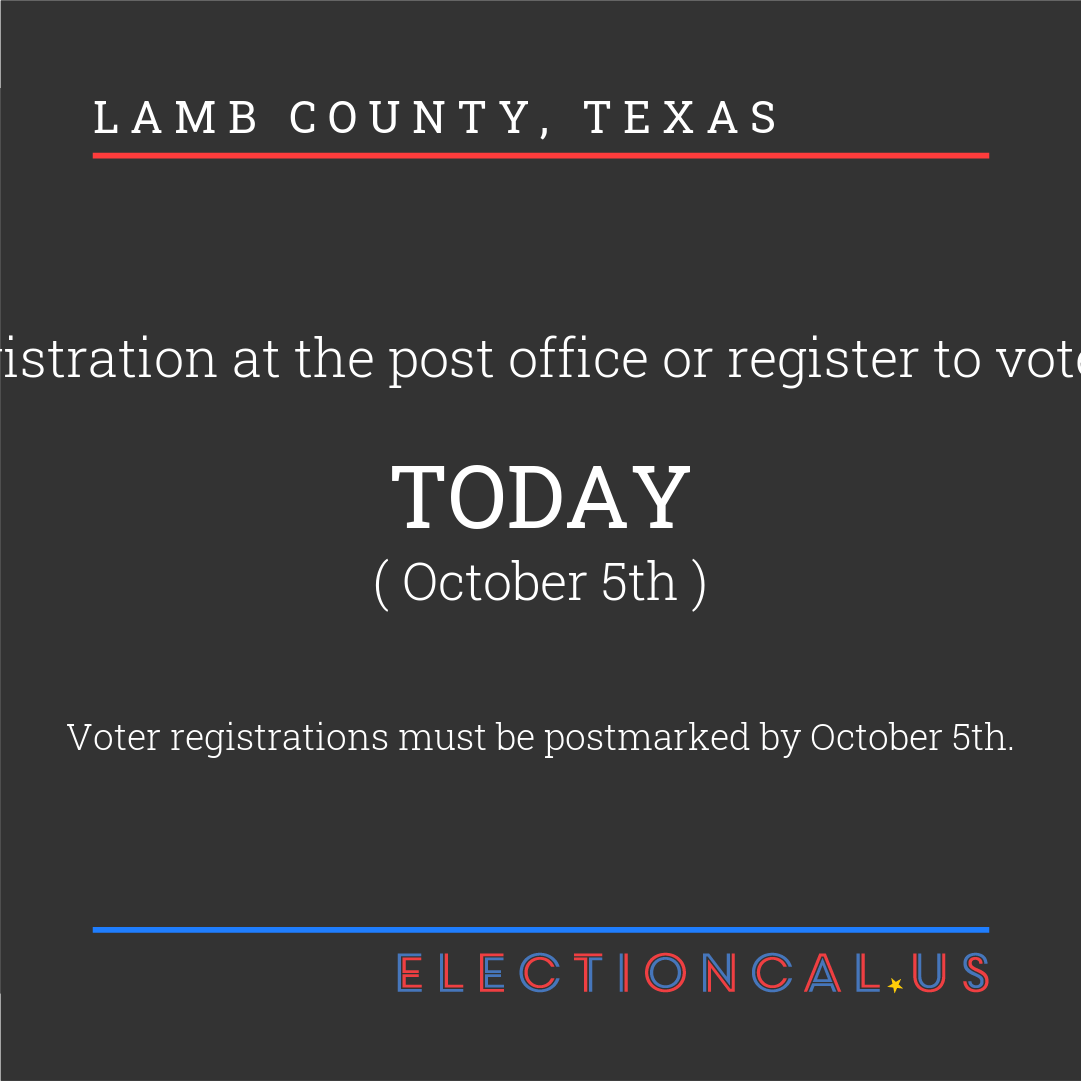 LAMB COUNTY, TEXAS
istration at the post office or register to vote
TODAY
( October 5th )
Voter registrations must be postmarked by October 5th.
ELECTIONCAL.US